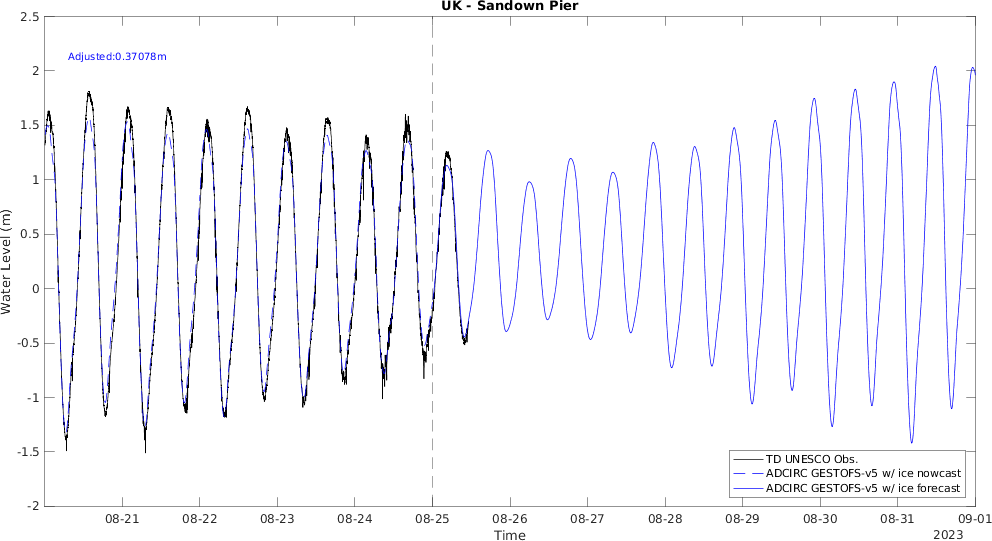 UK - Sandown Pier
Adjusted:0.37078m
2.5
2
1.5
1
0.5
0
-0.5
-1
-1.5
-2
Water Level (m)
TD UNESCO Obs.
ADCIRC GESTOFS-v5 w/ ice nowcast
ADCIRC GESTOFS-v5 w/ ice forecast
08-21 08-22 08-23 08-24 08-25 08-26 08-27 08-28 08-29 08-30 08-31 09-01
Time
2023